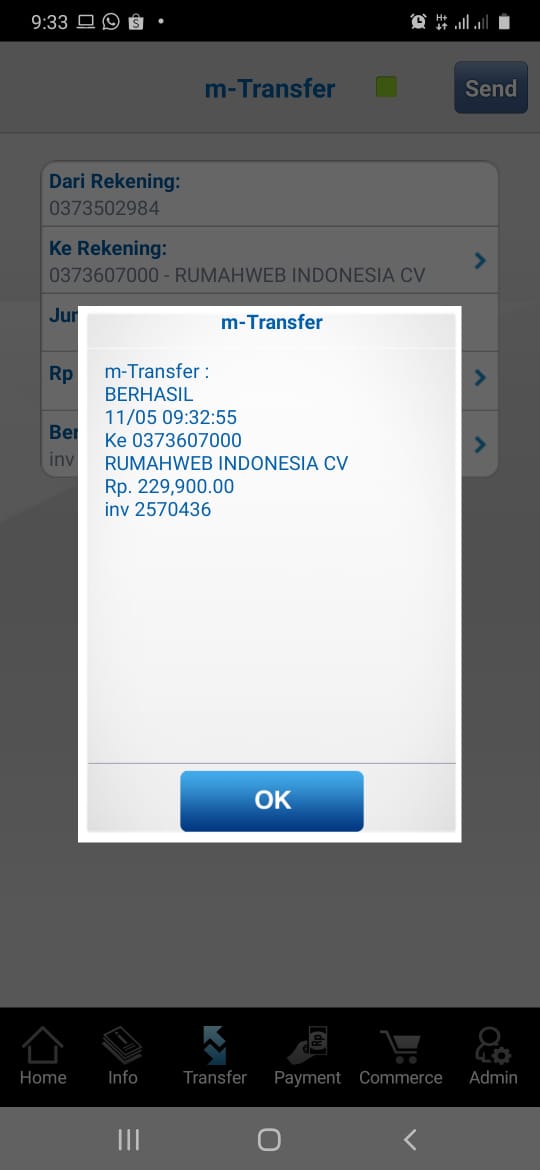 9:33
m-Transfer
Send
Dari Rekening:
0373502984
Ke Rekening:
0373607000 - RUMAHWEB INDONESIA CV
Jun
Rp
Ber
inv
m-Transfer
m-Transfer :
BERHASIL
11/05 09:32:55
Ke 0373607000
RUMAHWEB INDONESIA CV
Rp. 229,900.00
inv 2570436
OK
Home Info Transfer Payment Commerce Admin